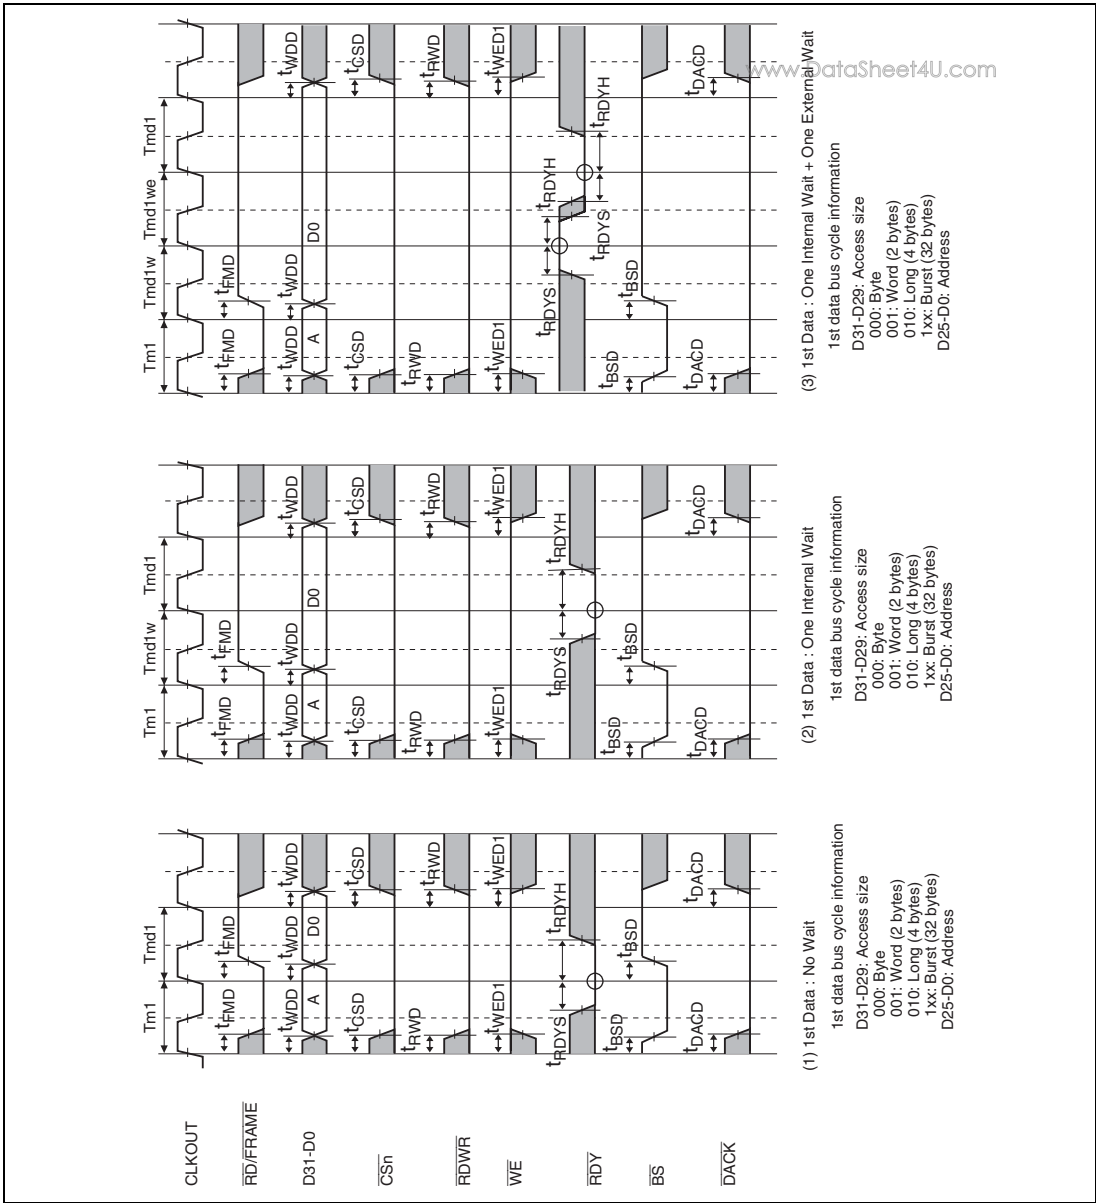 CLKOUT
RD/FRAME
D31-D0
CSn
RDWR
WE
RDY
BS
DACK
Tm1
Tmd1
tFMD
tFMD
tWDD
tWDD
tWDD
A
D0
tCSD
tCSD
tRWD
tRWD
tWED1
tWED1
tRDYS
tRDYH
tBSD
tBSD
tDACD
tDACD
(1) 1st Data : No Wait
1st data bus cycle information
D31-D29: Access size
000: Byte
001: Word (2 bytes)
010: Long (4 bytes)
1xx: Burst (32 bytes)
D25-D0: Address
Tm1
Tmd1w
Tmd1
tFMD
tFMD
tWDD
tWDD
tWDD
A
D0
tCSD
tCSD
tRWD
tRWD
tWED1
tWED1
tRDYS
tRDYH
tBSD
tBSD
tDACD
tDACD
(2) 1st Data : One Internal Wait
1st data bus cycle information
D31-D29: Access size
000: Byte
001: Word (2 bytes)
010: Long (4 bytes)
1xx: Burst (32 bytes)
D25-D0: Address
Tm1
Tmd1w
Tmd1we
Tmd1
tFMD
tFMD
tWDD
tWDD
tWDD
A
D0
tCSD
tCSD
tRWD
tRWD
tWED1
tWED1
tRDYS
tRDYH
tRDYS
tRDYH
tBSD
tBSD
tDACD
tDACD
(3) 1st Data : One Internal Wait + One External Wait
1st data bus cycle information
D31-D29: Access size
000: Byte
001: Word (2 bytes)
010: Long (4 bytes)
1xx: Burst (32 bytes)
D25-D0: Address
www.DataSheet4U.com